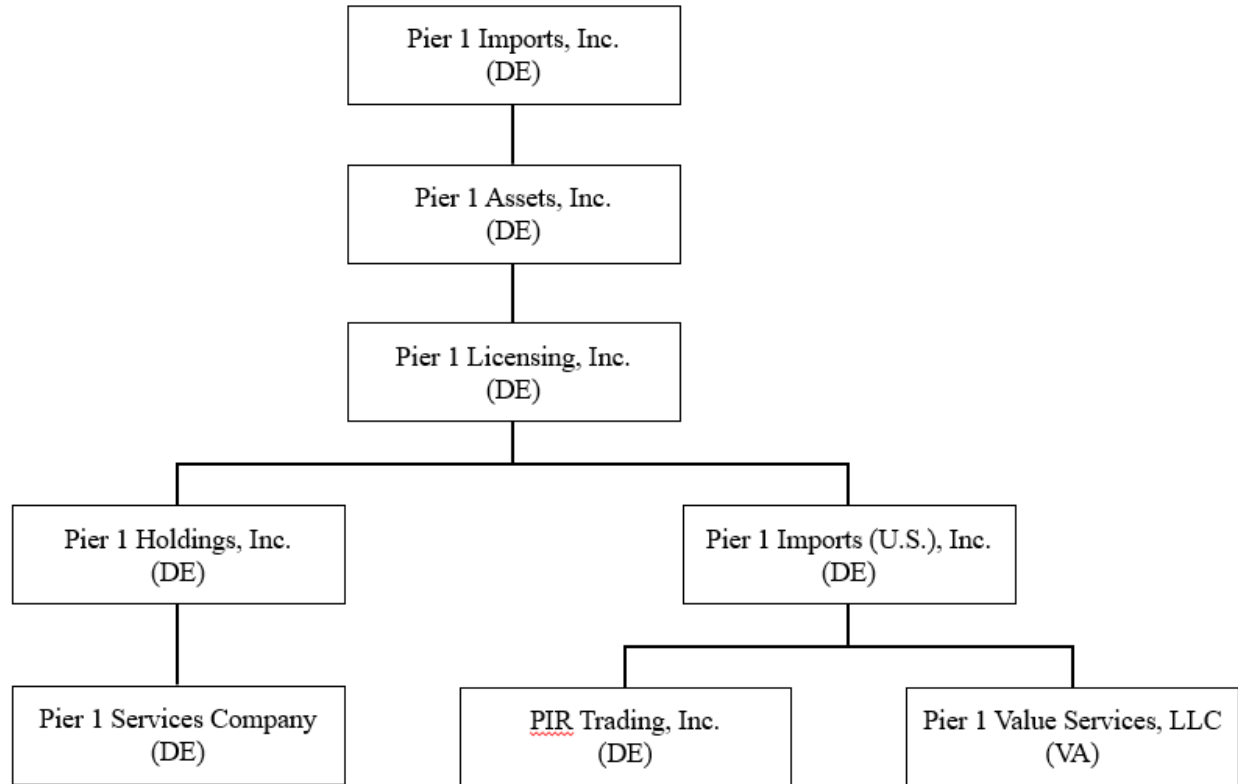 Pier 1 Imports, Inc.
(DE)
Pier 1 Assets, Inc.
(DE)
Pier 1 Licensing, Inc.
(DE)
Pier 1 Holdings, Inc.
(DE)
Pier 1 Imports (U.S.), Inc.
(DE)
Pier 1 Services Company
(DE)
PIR Trading, Inc.
(DE)
Pier 1 Value Services, LLC
(VA)